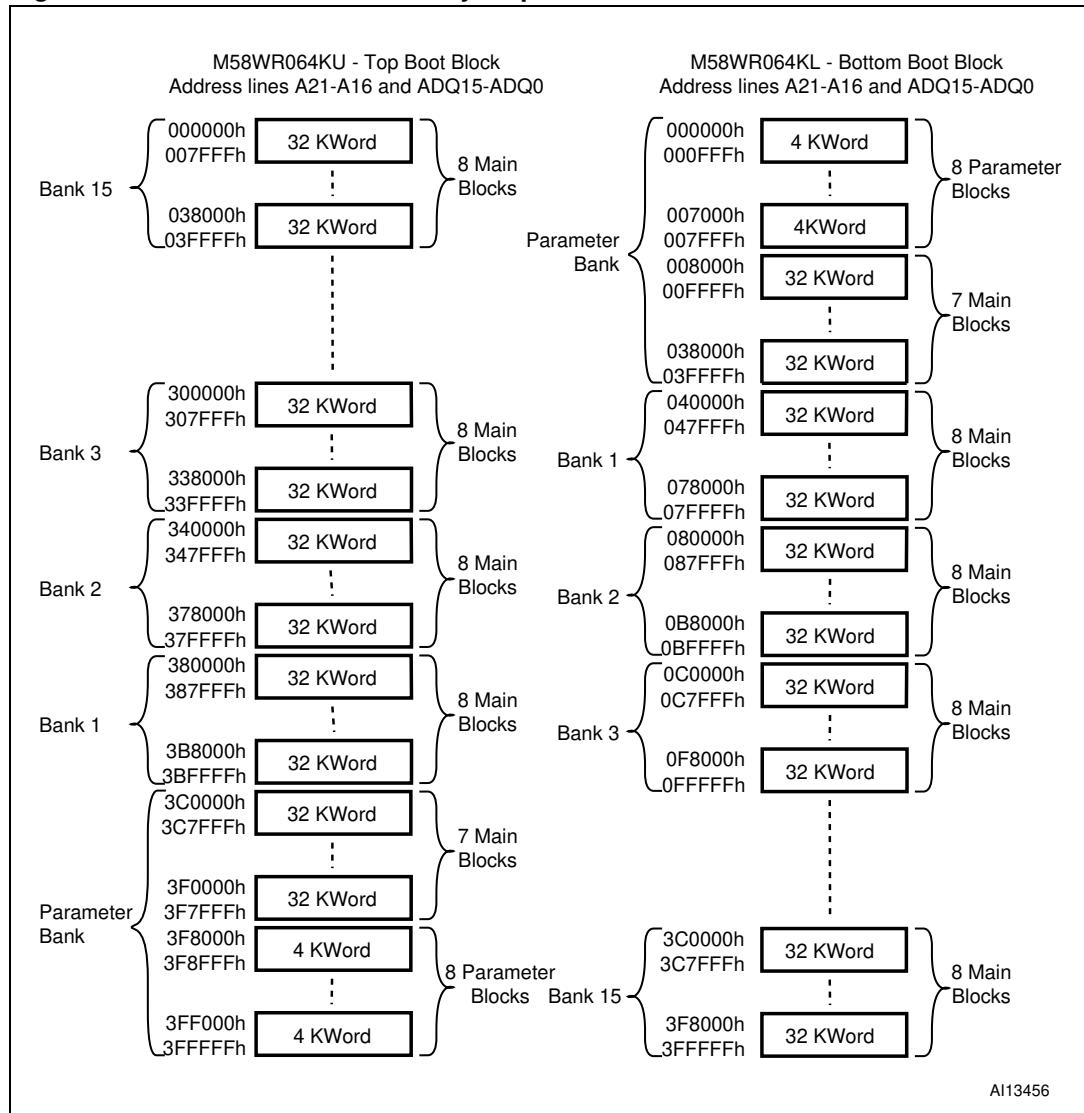 M58WR064KU - Top Boot Block
Address lines A21-A16 and ADQ15-ADQ0
000000h
007FFFh
32 KWord
8 Main
Blocks
Bank 15
038000h
03FFFFh
32 KWord
300000h
307FFFh
32 KWord
8 Main
Blocks
Bank 3
338000h
33FFFFh
32 KWord
340000h
347FFFh
32 KWord
8 Main
Blocks
Bank 2
378000h
37FFFFh
32 KWord
380000h
387FFFh
32 KWord
8 Main
Blocks
Bank 1
3B8000h
3BFFFFh
32 KWord
3C0000h
3C7FFFh
32 KWord
7 Main
Blocks
3F0000h
3F7FFFh
32 KWord
Parameter
Bank
3F8000h
3F8FFFh
4 KWord
8 Parameter
Blocks
3FF000h
3FFFFFh
4 KWord
M58WR064KL - Bottom Boot Block
Address lines A21-A16 and ADQ15-ADQ0
000000h
000FFFh
4 KWord
8 Parameter
Blocks
007000h
007FFFh
4KWord
Parameter
Bank
008000h
00FFFFh
32 KWord
7 Main
Blocks
038000h
03FFFFh
32 KWord
040000h
047FFFh
32 KWord
8 Main
Blocks
Bank 1
078000h
07FFFFh
32 KWord
080000h
087FFFh
32 KWord
8 Main
Blocks
Bank 2
0B8000h
0BFFFFh
32 KWord
0C0000h
0C7FFFh
32 KWord
8 Main
Blocks
Bank 3
0F8000h
0FFFFFh
32 KWord
3C0000h
3C7FFFh
32 KWord
8 Main
Blocks
Bank 15
3F8000h
3FFFFFh
32 KWord
AI13456